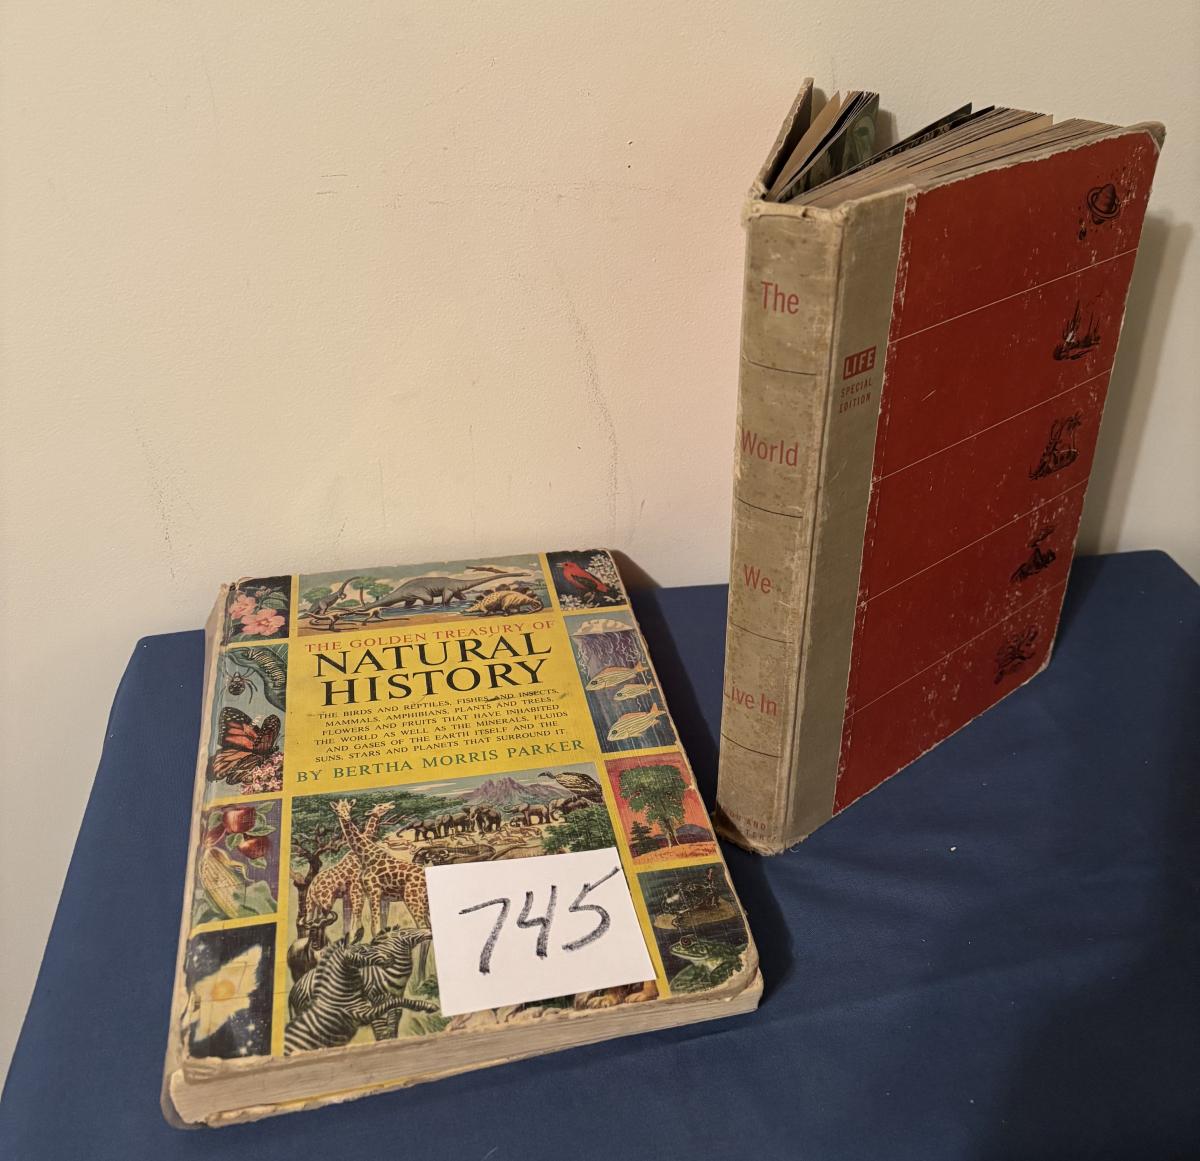 THE GOLDEN TREASURY OF
NATURAL
HISTORY
THE BIRDS AND REPTILES, FISHES AND INSECTS,
MAMMALS, AMPHIBIANS, PLANTS AND TREES,
FLOWERS AND FRUITS THAT HAVE INHABITED
THE WORLD AS WELL AS THE MINERALS, FLUIDS
AND GASES OF THE EARTH ITSELF AND THE
SUNS, STARS AND PLANETS THAT SURROUND IT.
BY BERTHA MORRIS PARKER
745
The
World
We
Live In
LIFE
SPECIAL
EDITION
AND